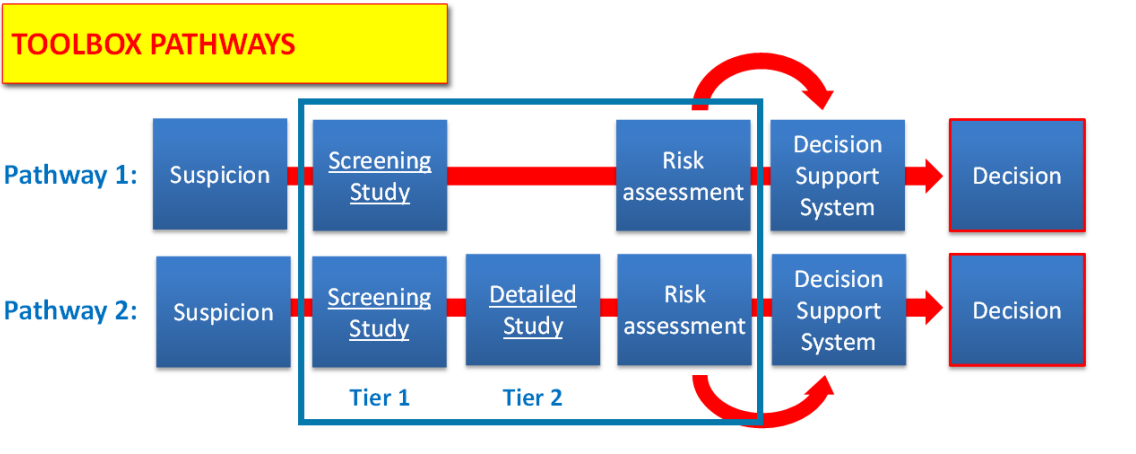 TOOLBOX PATHWAYS
Pathway 1:
Suspicion
Screening
Study
Risk
assessment
Decision
Support
System
Decision
Pathway 2:
Suspicion
Screening
Study
Detailed
Study
Risk
assessment
Decision
Support
System
Decision
Tier 1
Tier 2